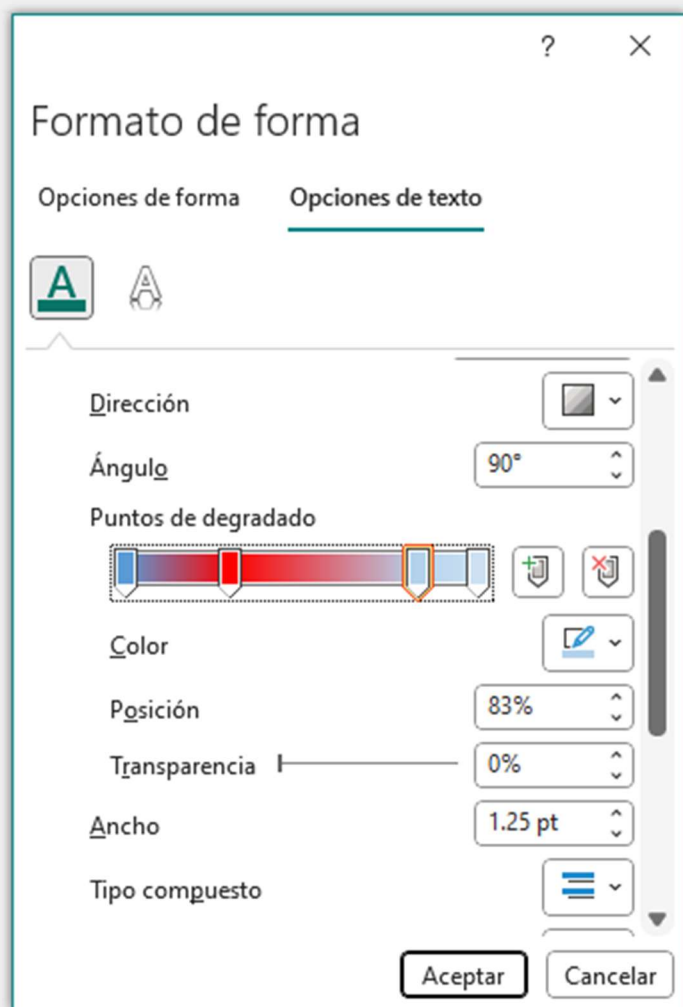 ?
Formato de forma
Opciones de forma Opciones de texto
A A
Dirección
Ángulo 90°
Puntos de degradado
Color
Posición 83%
Transparencia 0%
Ancho 1.25 pt
Tipo compuesto
Aceptar Cancelar